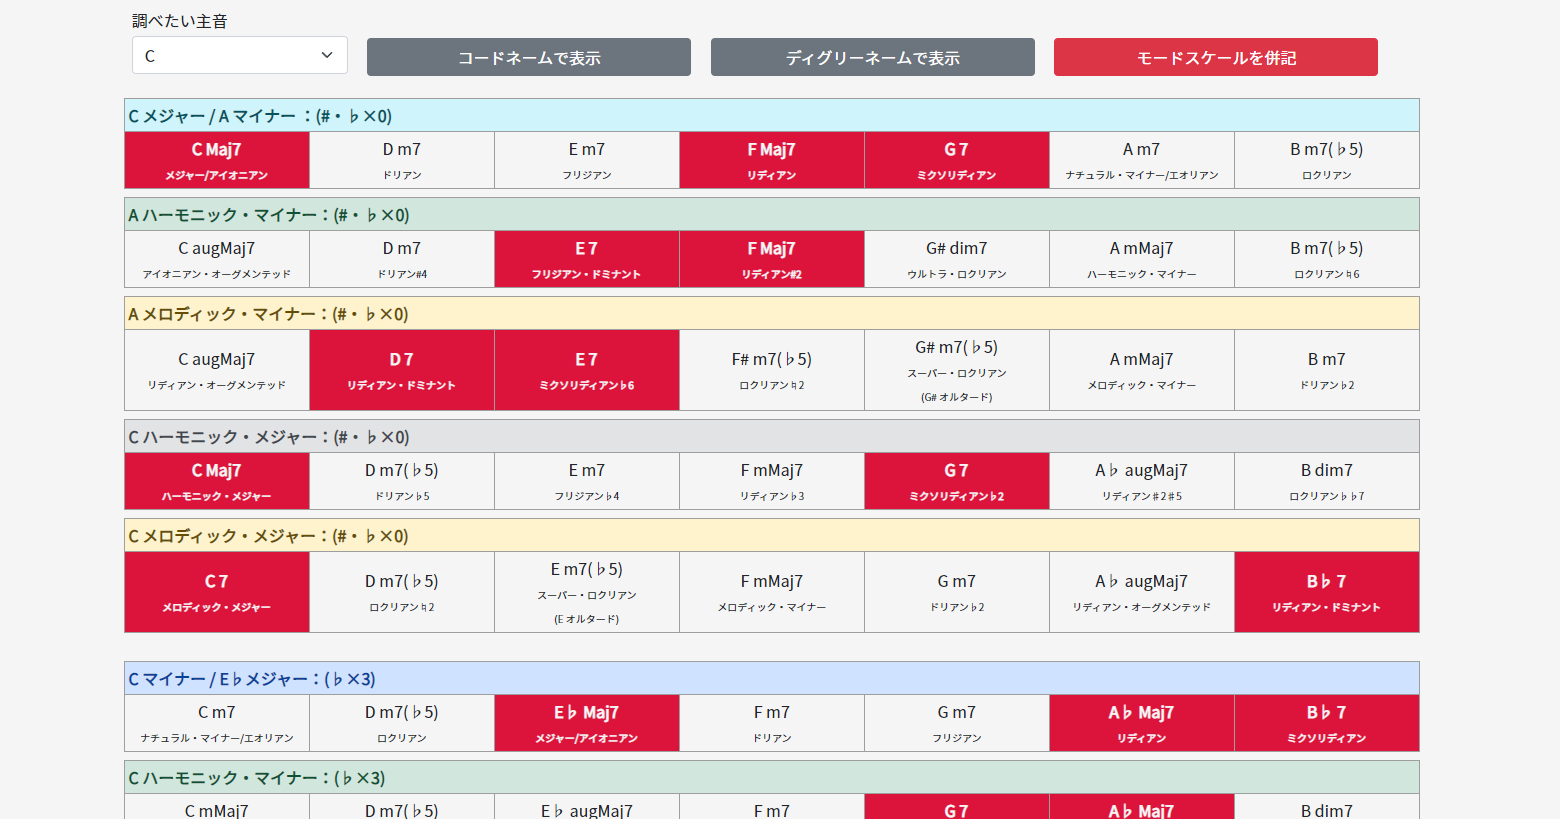 調べたい主音
C
コードネームで表示
ディグリーネームで表示
モードスケールを併記
C メジャー / A マイナー ：(#・♭×0)
C Maj7
メジャー/アイオニアン
D m7
ドリアン
E m7
フリジアン
F Maj7
リディアン
G 7
ミクソリディアン
A m7
ナチュラル・マイナー/エオリアン
B m7(♭5)
ロクリアン
A ハーモニック・マイナー：(#・♭×0)
C augMaj7
アイオニアン・オーグメンテッド
D m7
ドリアン#4
E 7
フリジアン・ドミナント
F Maj7
リディアン#2
G# dim7
ウルトラ・ロクリアン
A mMaj7
ハーモニック・マイナー
B m7(♭5)
ロクリアン♮6
A メロディック・マイナー：(#・♭×0)
C augMaj7
リディアン・オーグメンテッド
D 7
リディアン・ドミナント
E 7
ミクソリディアン♭6
F# m7(♭5)
ロクリアン♮2
G# m7(♭5)
スーパー・ロクリアン
(G# オルタード)
A mMaj7
メロディック・マイナー
B m7
ドリアン♭2
C ハーモニック・メジャー：(#・♭×0)
C Maj7
ハーモニック・メジャー
D m7(♭5)
ドリアン♭5
E m7
フリジアン♭4
F mMaj7
リディアン♭3
G 7
ミクソリディアン♭2
A♭ augMaj7
リディアン♯2♯5
B dim7
ロクリアン♭♭7
C メロディック・メジャー：(#・♭×0)
C 7
メロディック・メジャー
D m7(♭5)
ロクリアン♮2
E m7(♭5)
スーパー・ロクリアン
(E オルタード)
F mMaj7
メロディック・マイナー
G m7
ドリアン♭2
A♭ augMaj7
リディアン・オーグメンテッド
B♭ 7
リディアン・ドミナント
C マイナー / E♭メジャー：(♭×3)
C m7
ナチュラル・マイナー/エオリアン
D m7(♭5)
ロクリアン
E♭ Maj7
メジャー/アイオニアン
F m7
ドリアン
G m7
フリジアン
A♭ Maj7
リディアン
B♭ 7
ミクソリディアン
C ハーモニック・マイナー：(♭×3)
C mMaj7
D m7(♭5)
E♭ augMaj7
F m7
G 7
A♭ Maj7
B dim7